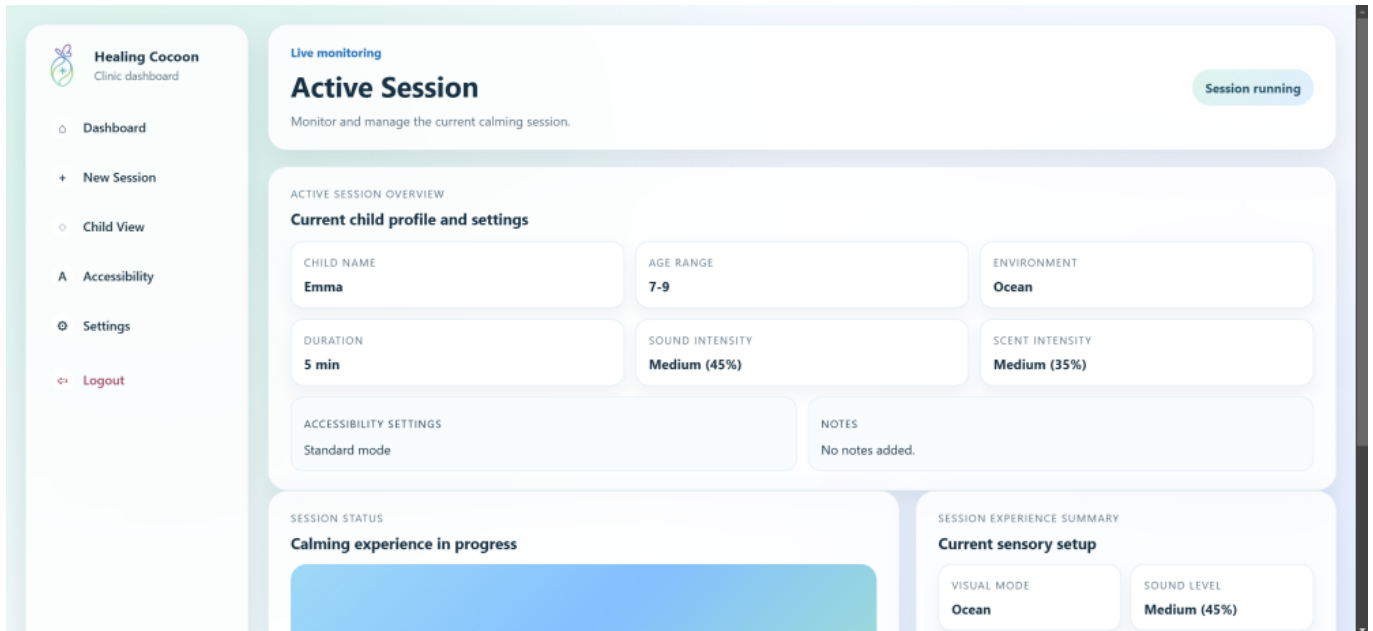 Healing Cocoon
Clinic dashboard
Dashboard
+ New Session
Child View
A Accessibility
Settings
Logout
Live monitoring
Active Session
Monitor and manage the current calming session.
Session running
ACTIVE SESSION OVERVIEW
Current child profile and settings
CHILD NAME
Emma
AGE RANGE
7-9
ENVIRONMENT
Ocean
DURATION
5 min
SOUND INTENSITY
Medium (45%)
SCENT INTENSITY
Medium (35%)
ACCESSIBILITY SETTINGS
Standard mode
NOTES
No notes added.
SESSION STATUS
Calming experience in progress
SESSION EXPERIENCE SUMMARY
Current sensory setup
VISUAL MODE
Ocean
SOUND LEVEL
Medium (45%)